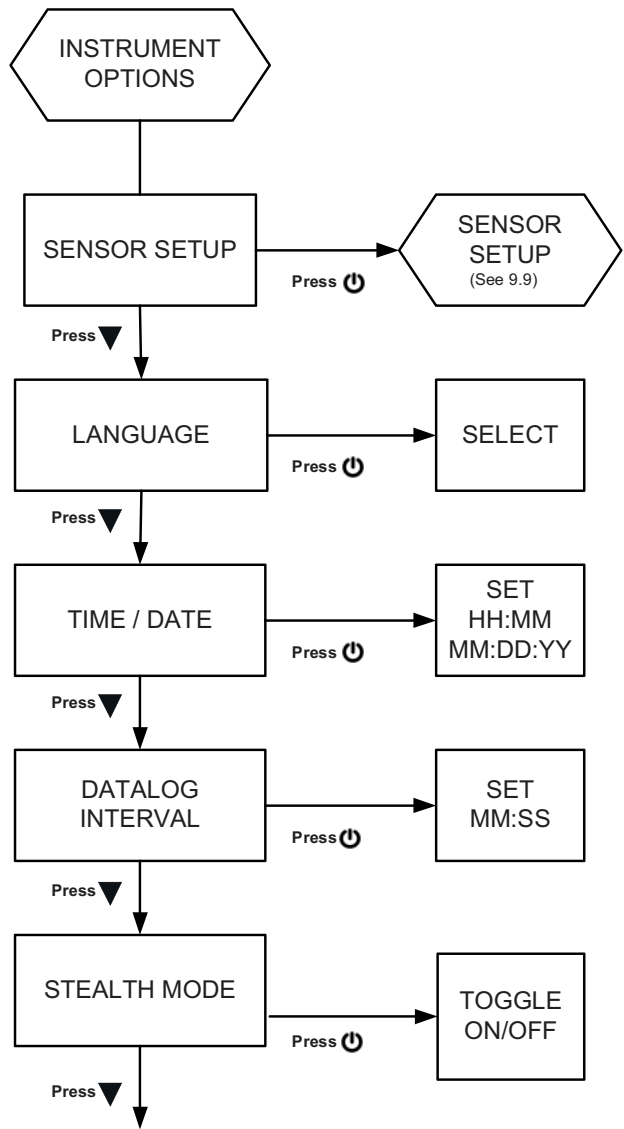 INSTRUMENT
OPTIONS
SENSOR SETUP
Press
SENSOR
SETUP
(See 9.9)
Press
LANGUAGE
Press
SELECT
Press
TIME / DATE
Press
SET
HH:MM
MM:DD:YY
Press
DATALOG
INTERVAL
Press
SET
MM:SS
Press
STEALTH MODE
Press
TOGGLE
ON/OFF
Press